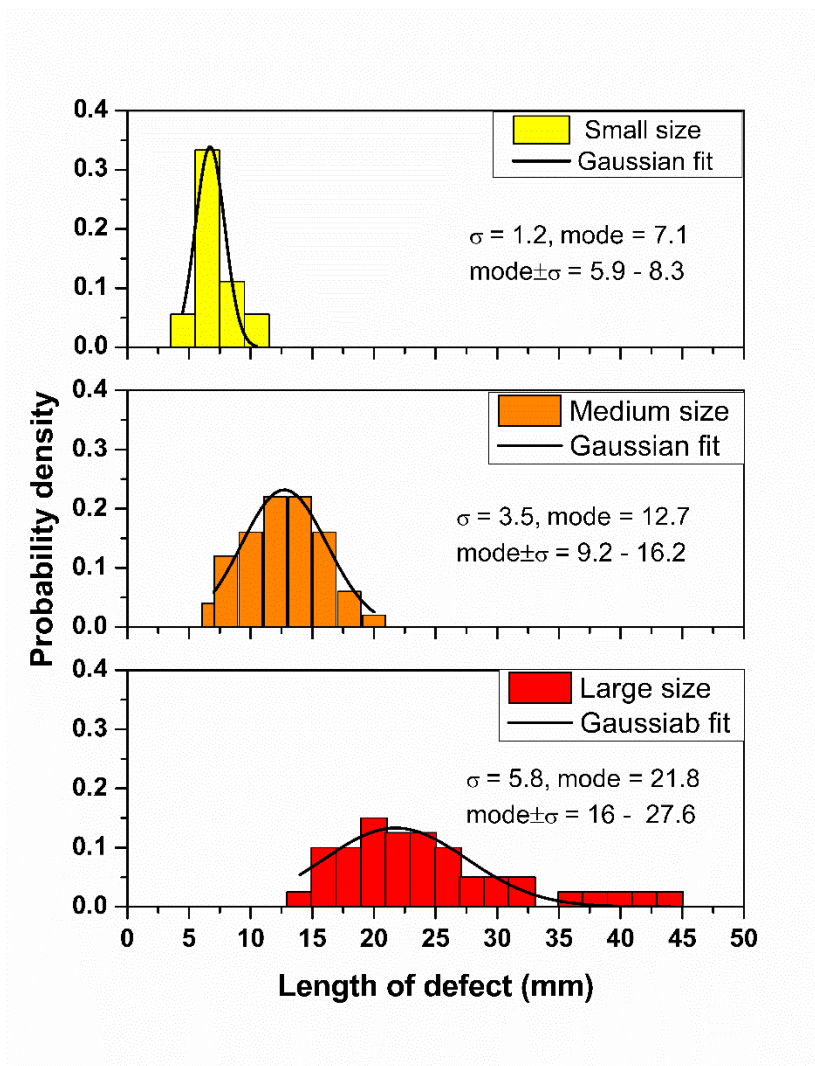 Probability density
0.4
0.3
0.2
0.1
0.0
Small size
Gaussian fit
σ = 1.2, mode = 7.1
mode±σ = 5.9 - 8.3
0.4
0.3
0.2
0.1
0.0
Medium size
Gaussian fit
σ = 3.5, mode = 12.7
mode±σ = 9.2 - 16.2
0.4
0.3
0.2
0.1
0.0
Large size
Gaussiab fit
σ = 5.8, mode = 21.8
mode±σ = 16 - 27.6
0 5 10 15 20 25 30 35 40 45 50
Length of defect (mm)